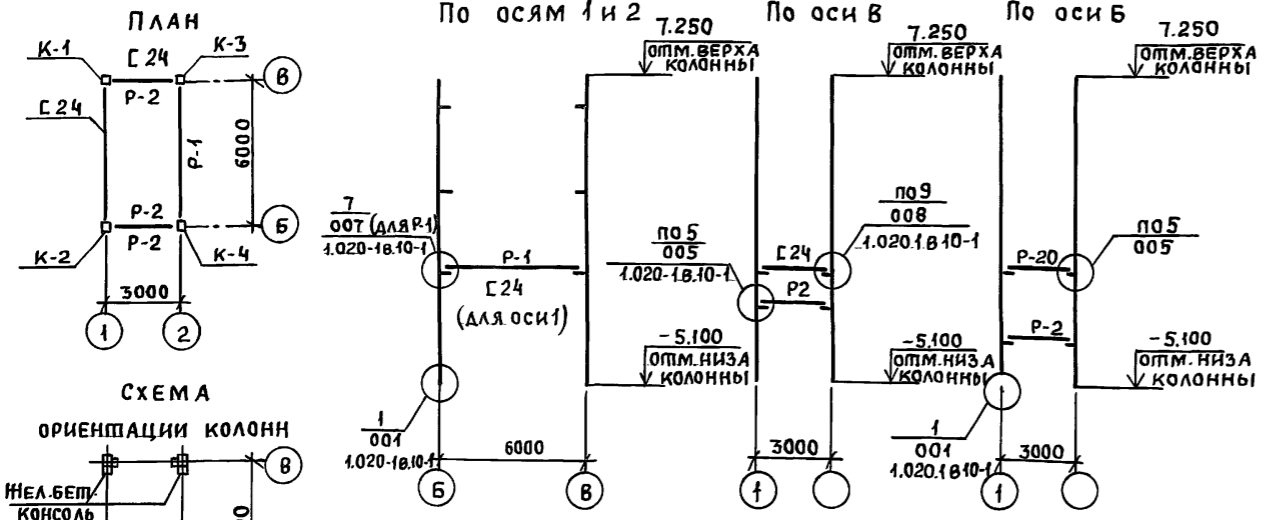 ПЛАН
К-1
[ 24
К-3
Р-2
В
[ 24
Р-1
6000
Р-2
Р-2
Б
К-2
К-4
3000
1
2
СХЕМА
ОРИЕНТАЦИИ КОЛОНН
В
ЖЕЛ.БЕТ.
КОНСОЛЬ
По осям 1 и 2
7.250
ОТМ.ВЕРХА
КОЛОННЫ
7
007 (ДЛЯ Р-1)
1.020-1В.10-1
Р-1
[ 24
(ДЛЯ ОСИ 1)
-5.100
ОТМ.НИЗА
КОЛОННЫ
1
001
1.020-1В.10-1
6000
Б
В
По оси В
7.250
ОТМ.ВЕРХА
КОЛОННЫ
по 9
008
1.020.1В 10-1
по 5
005
1.020-1В.10-1
[ 24
Р2
-5.100
ОТМ.НИЗА
КОЛОННЫ
3000
1
По оси Б
7.250
ОТМ.ВЕРХА
КОЛОННЫ
по 5
005
Р-20
Р-2
-5.100
ОТМ.НИЗА
КОЛОННЫ
1
001
1.020.1В 10-1
3000
1